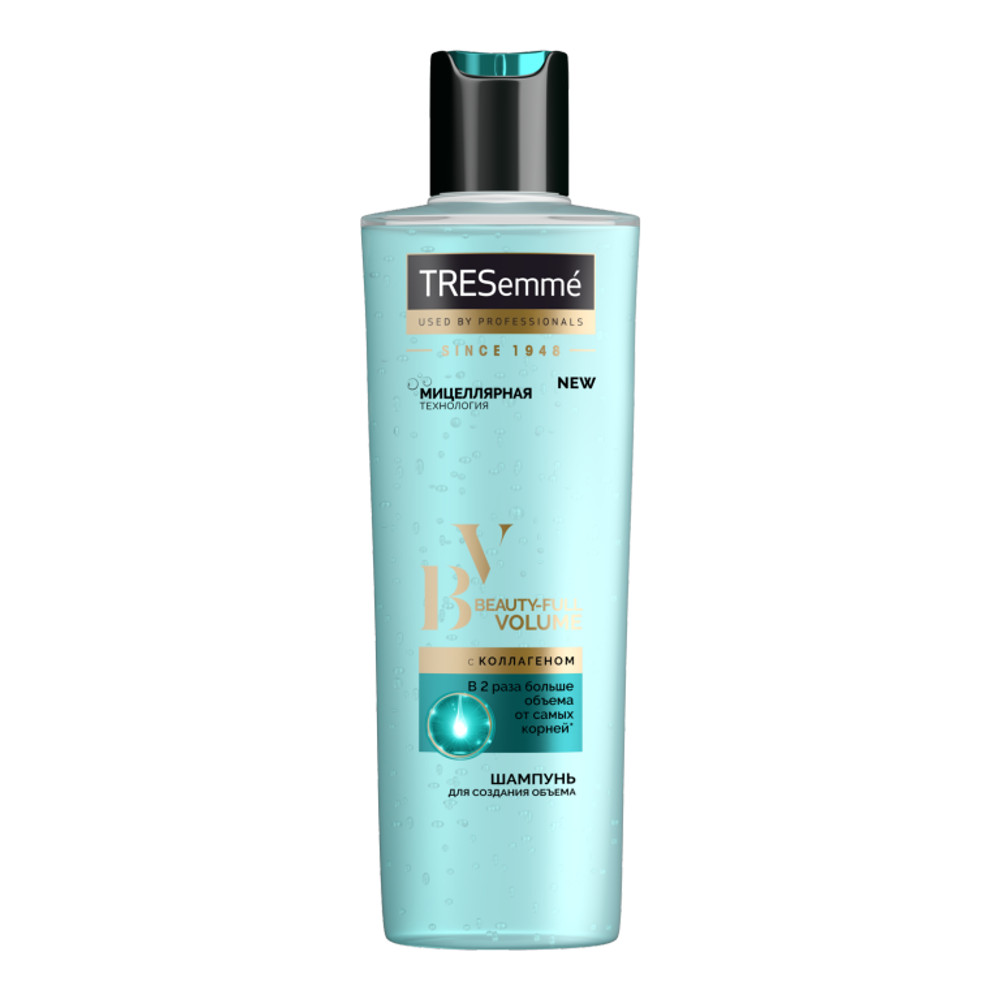 TRESemmé
USED BY PROFESSIONALS
SINCE 1948
NEW
МИЦЕЛЛЯРНАЯ
ТЕХНОЛОГИЯ
BV
BEAUTY-FULL
VOLUME
с КОЛЛАГЕНОМ
В 2 раза больше
объема
от самых
корней*
ШАМПУНЬ
ДЛЯ СОЗДАНИЯ ОБЪЕМА